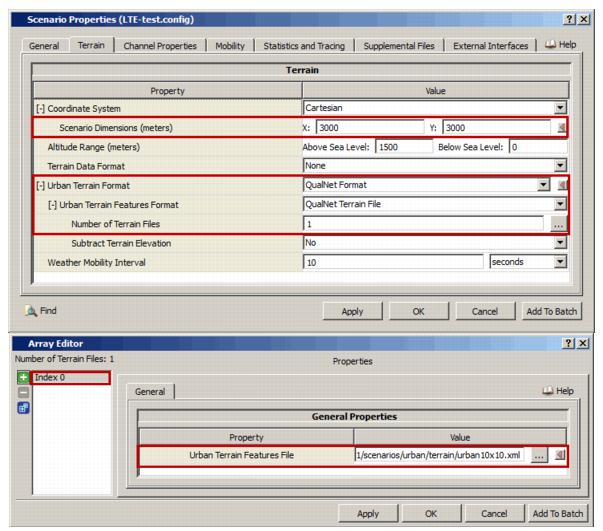 Scenario Properties (LTE-test.config)
General Terrain Channel Properties Mobility Statistics and Tracing Supplemental Files External Interfaces Help
Terrain
Property Value
[-] Coordinate System Cartesian
Scenario Dimensions (meters) X: 3000 Y: 3000
Altitude Range (meters) Above Sea Level: 1500 Below Sea Level: 0
Terrain Data Format None
[-] Urban Terrain Format QualNet Format
[-] Urban Terrain Features Format QualNet Terrain File
Number of Terrain Files 1 ...
Subtract Terrain Elevation No
Weather Mobility Interval 10 seconds
Find Apply OK Cancel Add To Batch
Array Editor
Number of Terrain Files: 1 Properties
Index 0
General Help
General Properties
Property Value
Urban Terrain Features File 1/scenarios/urban/terrain/urban10x10.xml ...
Apply OK Cancel Add To Batch